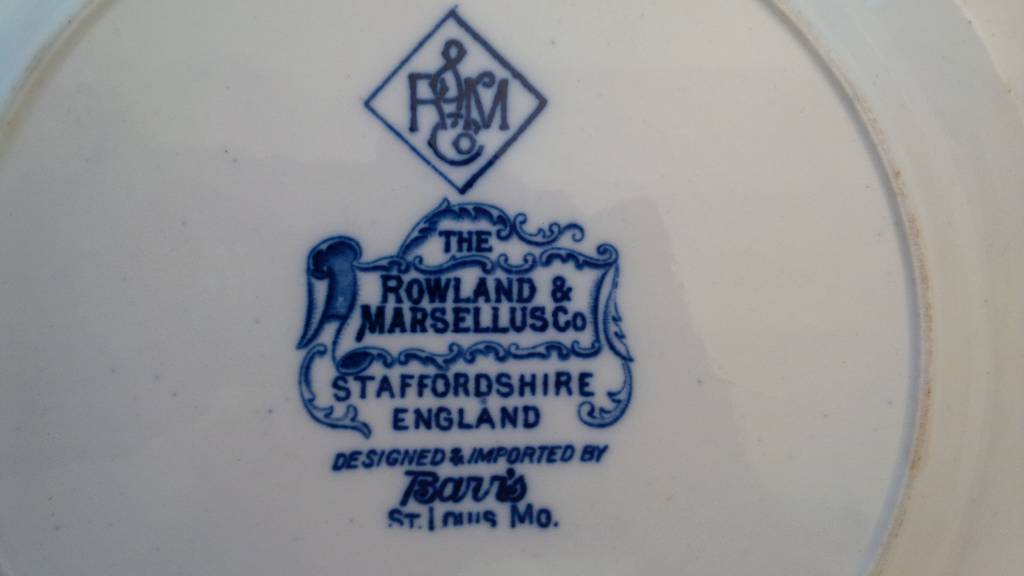 R & M
Co
THE
ROWLAND &
MARSELLUS Co
STAFFORDSHIRE
ENGLAND
DESIGNED & IMPORTED BY
Barr's
ST. LOUIS MO.